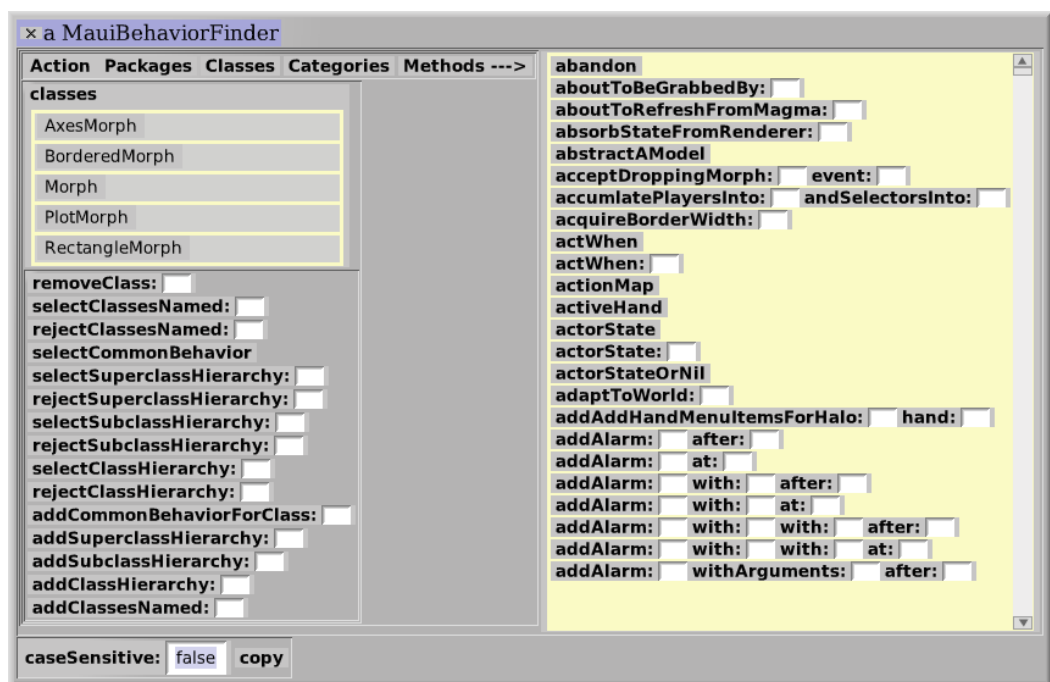 × a MauiBehaviorFinder
Action Packages Classes Categories Methods --->
classes
AxesMorph
BorderedMorph
Morph
PlotMorph
RectangleMorph
removeClass:
selectClassesNamed:
rejectClassesNamed:
selectCommonBehavior
selectSuperclassHierarchy:
rejectSuperclassHierarchy:
selectSubclassHierarchy:
rejectSubclassHierarchy:
selectClassHierarchy:
rejectClassHierarchy:
addCommonBehaviorForClass:
addSuperclassHierarchy:
addSubclassHierarchy:
addClassHierarchy:
addClassesNamed:
abandon
aboutToBeGrabbedBy:
aboutToRefreshFromMagma:
absorbStateFromRenderer:
abstractAModel
acceptDroppingMorph: event:
accumlatePlayersInto: andSelectorsInto:
acquireBorderWidth:
actWhen
actWhen:
actionMap
activeHand
actorState
actorState:
actorStateOrNil
adaptToWorld:
addAddHandMenuItemsForHalo: hand:
addAlarm: after:
addAlarm: at:
addAlarm: with: after:
addAlarm: with: at:
addAlarm: with: with: after:
addAlarm: with: with: at:
addAlarm: withArguments: after:
caseSensitive: false copy